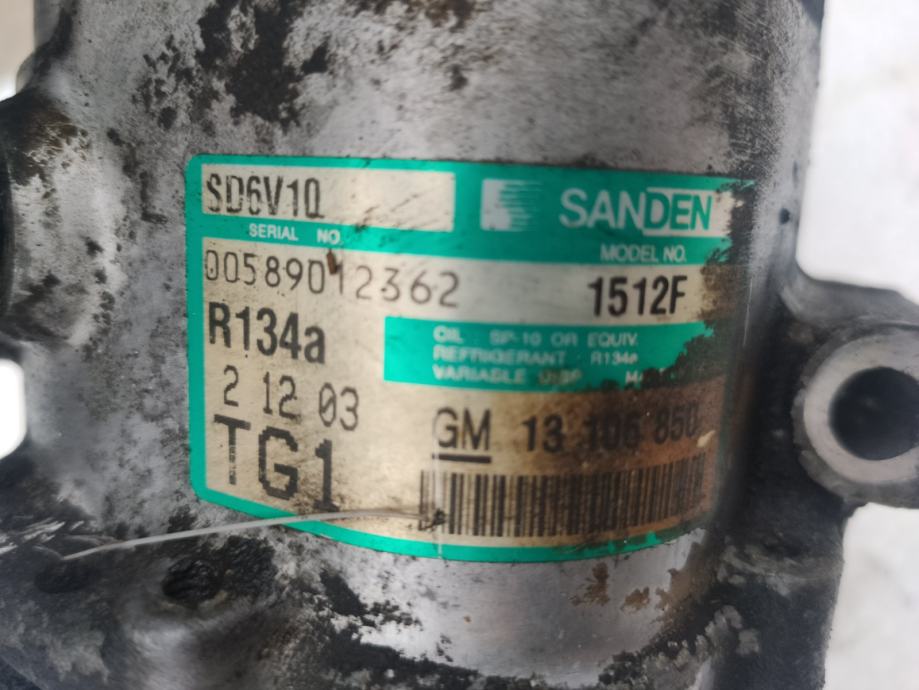 SD6V10
SANDEN
SERIAL NO.
MODEL NO.
00589012362
1512F
R134a
OIL SP-10 OR EQUIV.
REFRIGERANT R134a
VARIABLE
2 12 03
GM 13 106 850
TG1